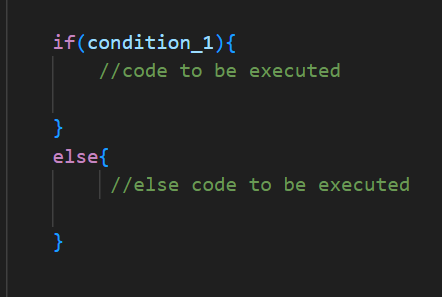 if(condition_1){
//code to be executed
}
else{
//else code to be executed
}